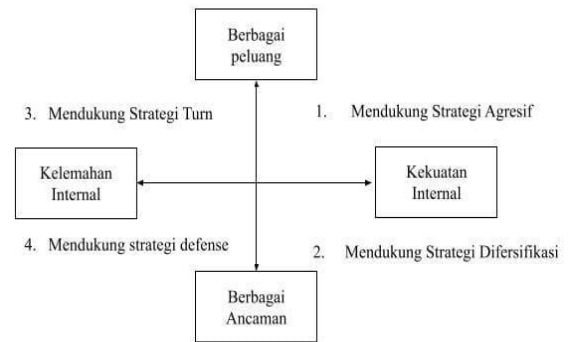 Berbagai
peluang
3. Mendukung Strategi Turn
1. Mendukung Strategi Agresif
Kelemahan
Internal
Kekuatan
Internal
4. Mendukung strategi defense
2. Mendukung Strategi Difersifikasi
Berbagai
Ancaman